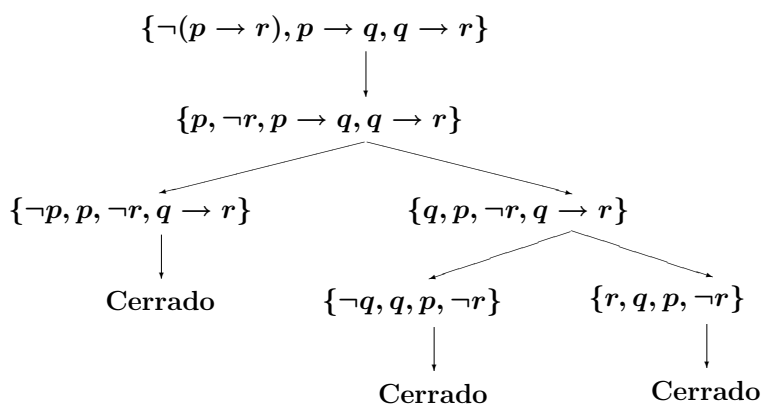 {¬(p → r), p → q, q → r}
{p, ¬r, p → q, q → r}
{¬p, p, ¬r, q → r}
{q, p, ¬r, q → r}
Cerrado
{¬q, q, p, ¬r}
{r, q, p, ¬r}
Cerrado
Cerrado